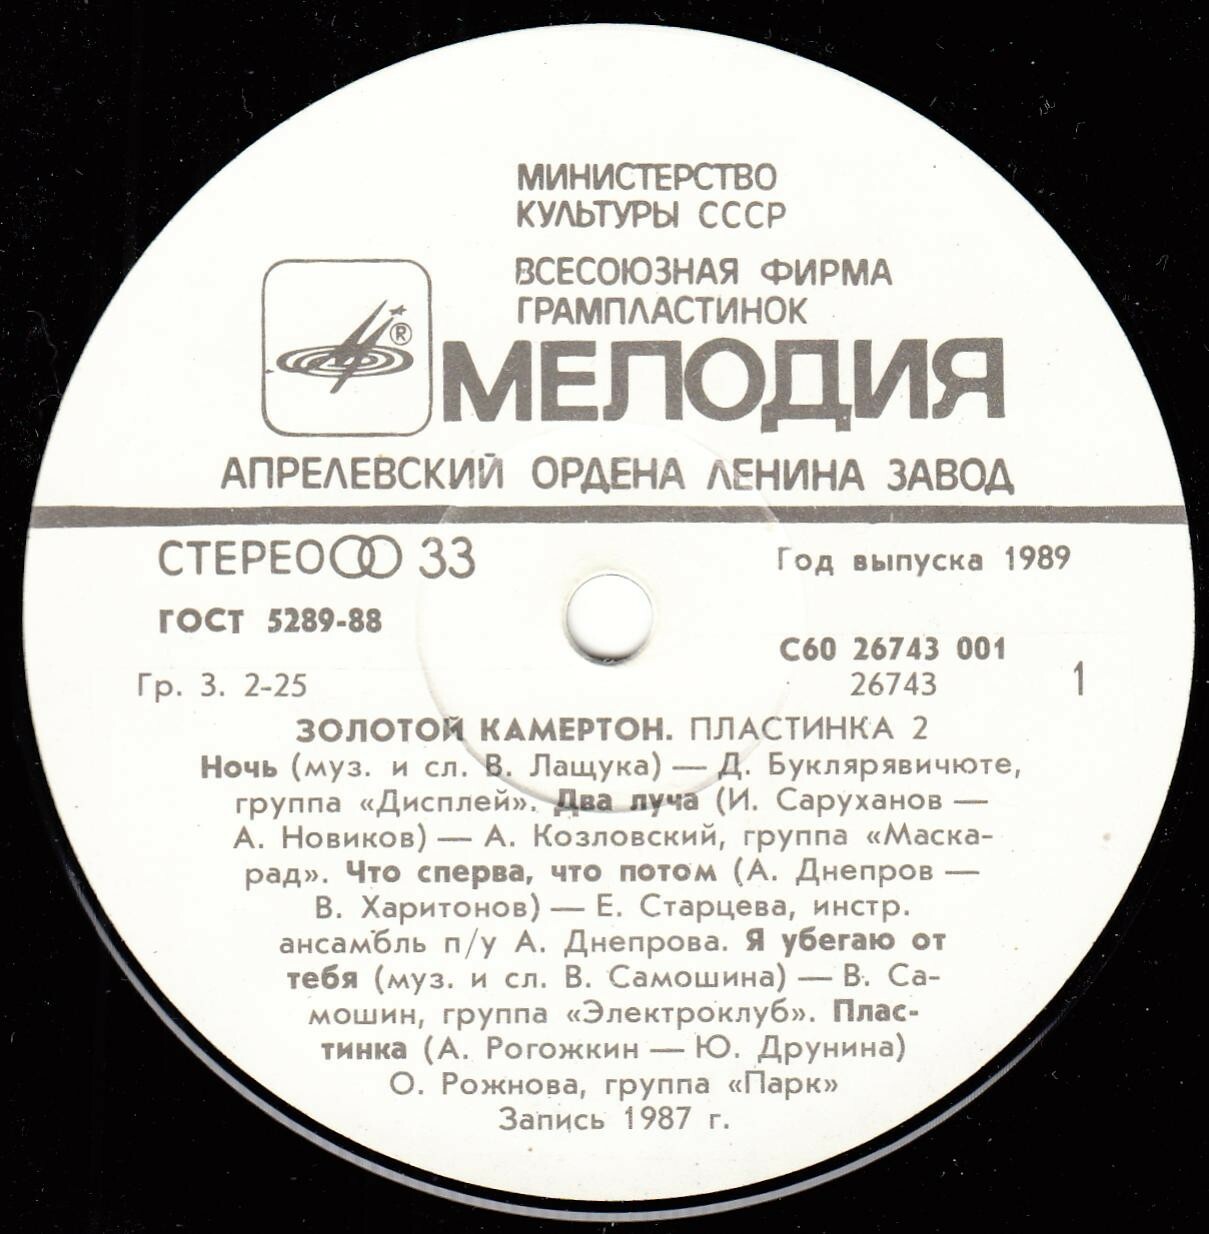 МИНИСТЕРСТВО
КУЛЬТУРЫ СССР
ВСЕСОЮЗНАЯ ФИРМА
ГРАМПЛАСТИНОК
®
МЕЛОДИЯ
АПРЕЛЕВСКИЙ ОРДЕНА ЛЕНИНА ЗАВОД
СТЕРЕО 33
Год выпуска 1989
ГОСТ 5289-88
С60 26743 001
Гр. 3. 2-25
26743
1
ЗОЛОТОЙ КАМЕРТОН. ПЛАСТИНКА 2
Ночь (муз. и сл. В. Лащука) — Д. Буклярявичюте,
группа «Дисплей». Два луча (И. Саруханов —
А. Новиков) — А. Козловский, группа «Маска-
рад». Что сперва, что потом (А. Днепров —
В. Харитонов) — Е. Старцева, инстр.
ансамбль п/у А. Днепрова. Я убегаю от
тебя (муз. и сл. В. Самошина) — В. Са-
мошин, группа «Электроклуб». Плас-
тинка (А. Рогожкин — Ю. Друнина)
О. Рожнова, группа «Парк»
Запись 1987 г.